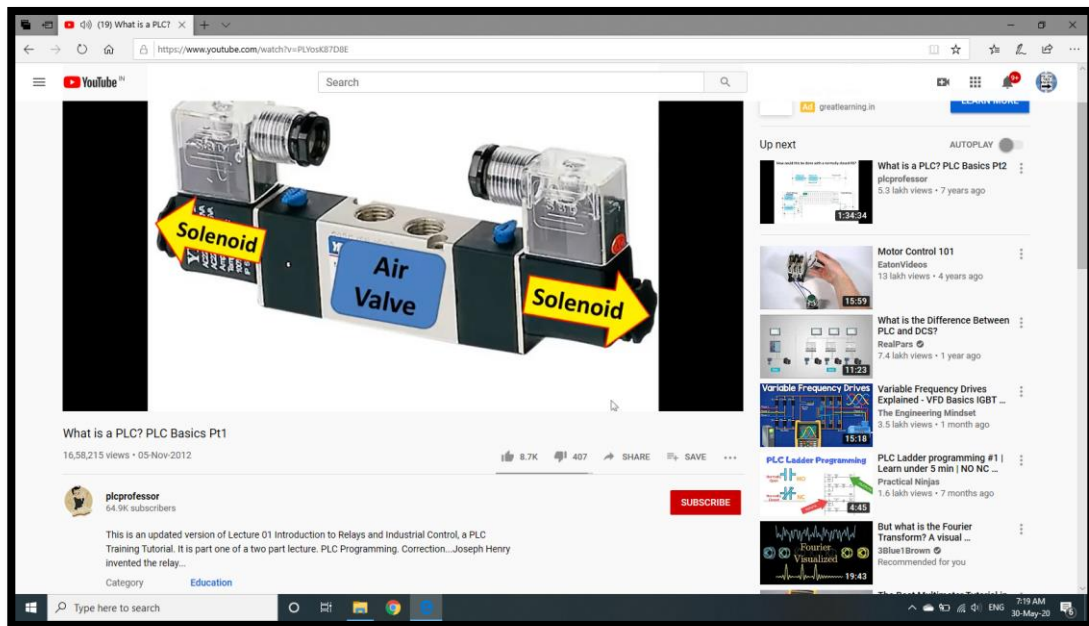 (19) What is a PLC?
https://www.youtube.com/watch?v=PLYosK87D8E
YouTube IN
Search
9+
Solenoid
Air
Valve
Solenoid
What is a PLC? PLC Basics Pt1
16,58,215 views • 05-Nov-2012
8.7K
407
SHARE
SAVE
plcprofessor
64.9K subscribers
SUBSCRIBE
This is an updated version of Lecture 01 Introduction to Relays and Industrial Control, a PLC
Training Tutorial. It is part one of a two part lecture. PLC Programming. Correction...Joseph Henry
invented the relay...
Category
Education
Ad greatlearning.in
LEARN MORE
Up next
AUTOPLAY
What is a PLC? PLC Basics Pt2
plcprofessor
5.3 lakh views • 7 years ago
1:34:34
Motor Control 101
EatonVideos
13 lakh views • 4 years ago
15:59
What is the Difference Between
PLC and DCS?
RealPars
7.4 lakh views • 1 year ago
11:23
Variable Frequency Drives
Variable Frequency Drives
Explained - VFD Basics IGBT ...
The Engineering Mindset
3.5 lakh views • 1 month ago
15:18
PLC Ladder Programming
NO
NC
PLC Ladder programming #1 |
Learn under 5 min | NO NC ...
Practical Ninjas
1.6 lakh views • 7 months ago
4:45
Fourier
Visualized
But what is the Fourier
Transform? A visual ...
3Blue1Brown
Recommended for you
19:43
Type here to search
ENG
7:19 AM
30-May-20
6